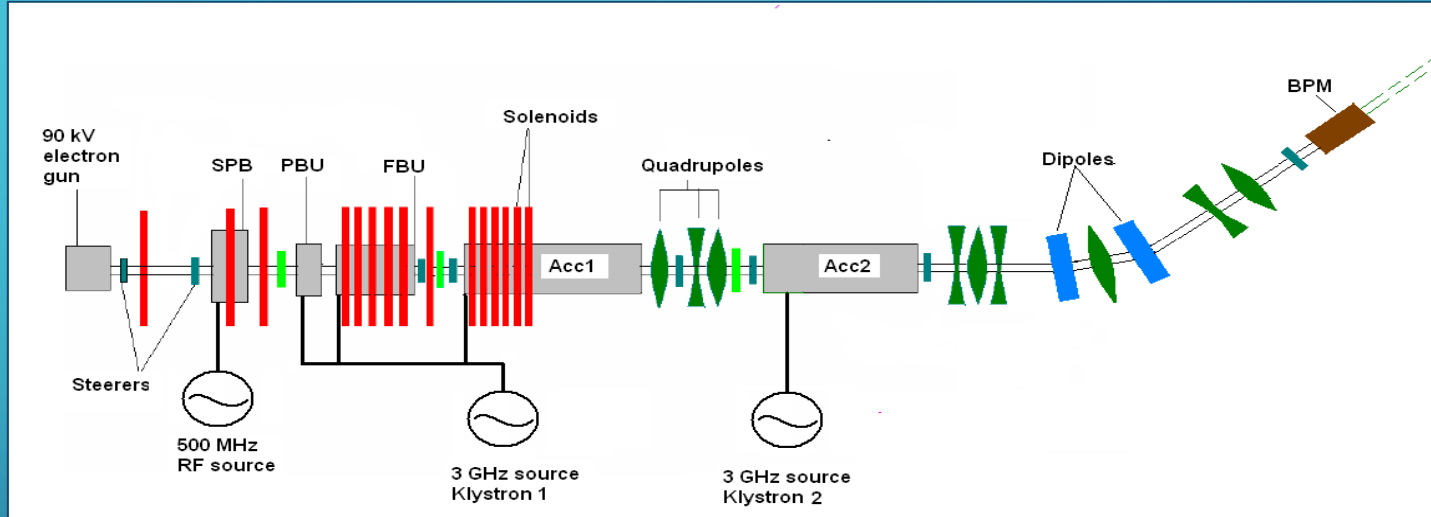 90 kV
electron
gun
SPB
PBU
FBU
Solenoids
Quadrupoles
Dipoles
BPM
Acc1
Acc2
Steerers
500 MHz
RF source
3 GHz source
Klystron 1
3 GHz source
Klystron 2